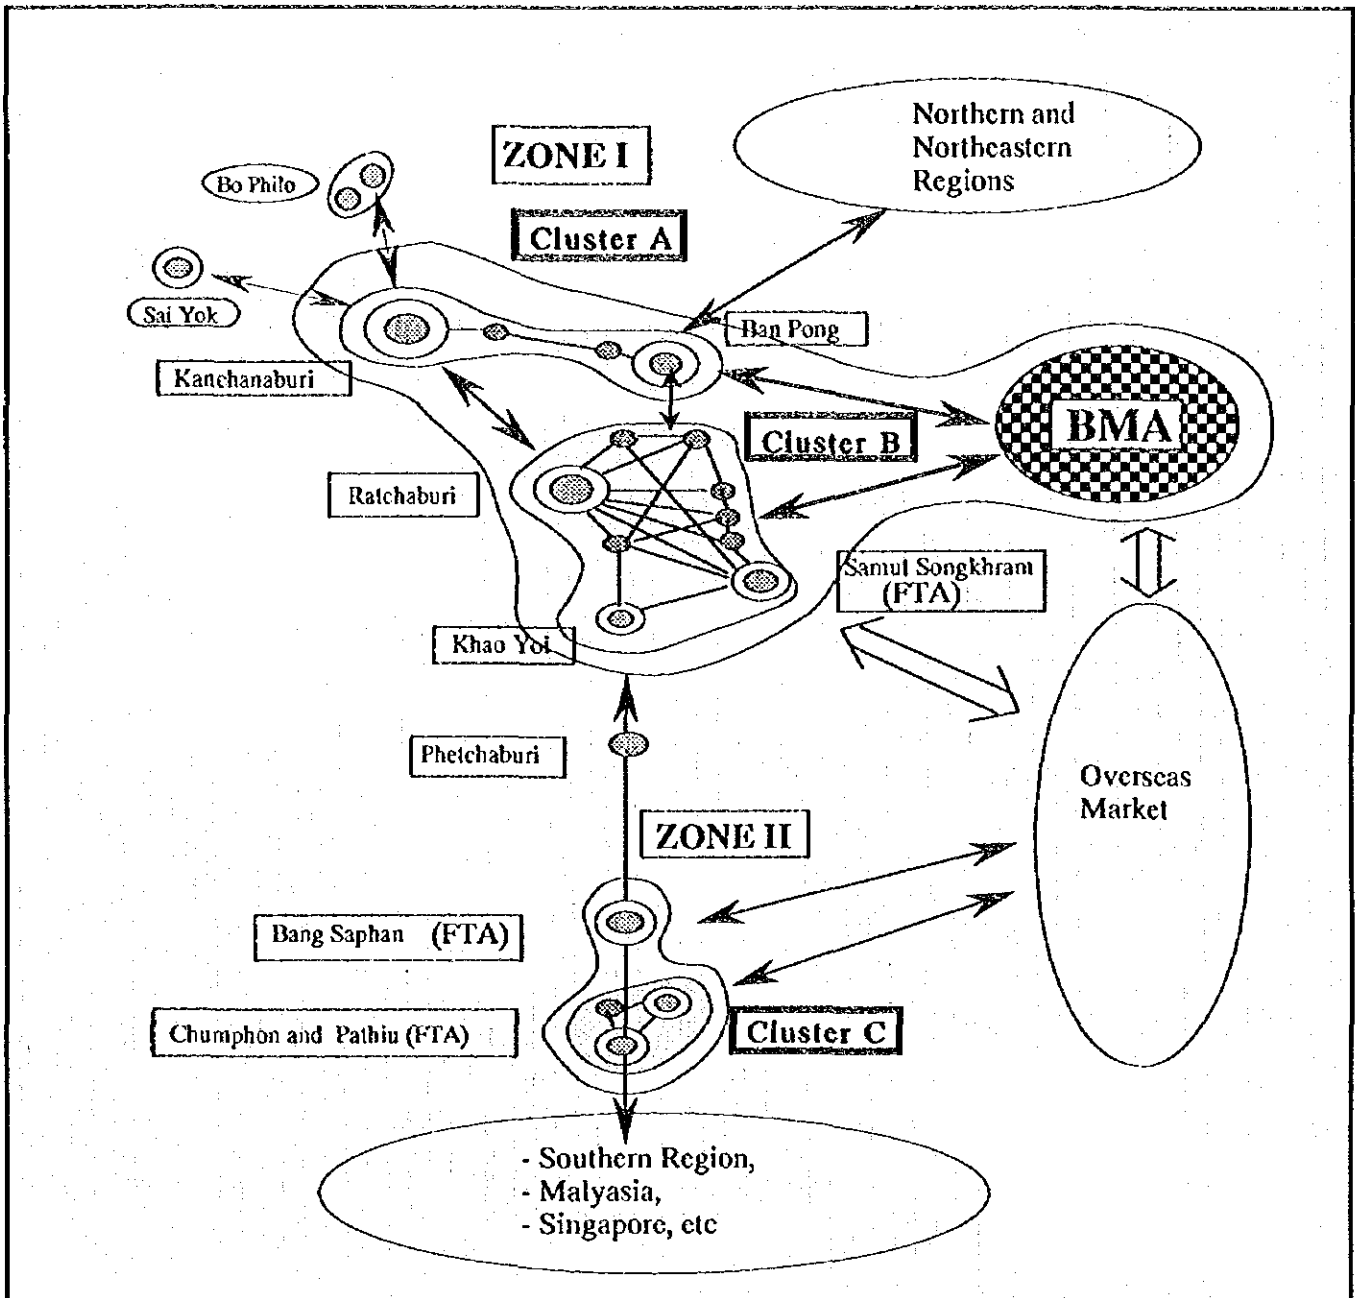 Northern and
Northeastern
Regions
ZONE I
Bo Philo
Cluster A
Sai Yok
Ban Pong
Kanchanaburi
BMA
Cluster B
Ratchaburi
Samut Songkhram
(FTA)
Khao Yoi
Phetchaburi
Overseas
Market
ZONE II
Bang Saphan (FTA)
Chumphon and Pathiu (FTA)
Cluster C
- Southern Region,
- Malyasia,
- Singapore, etc